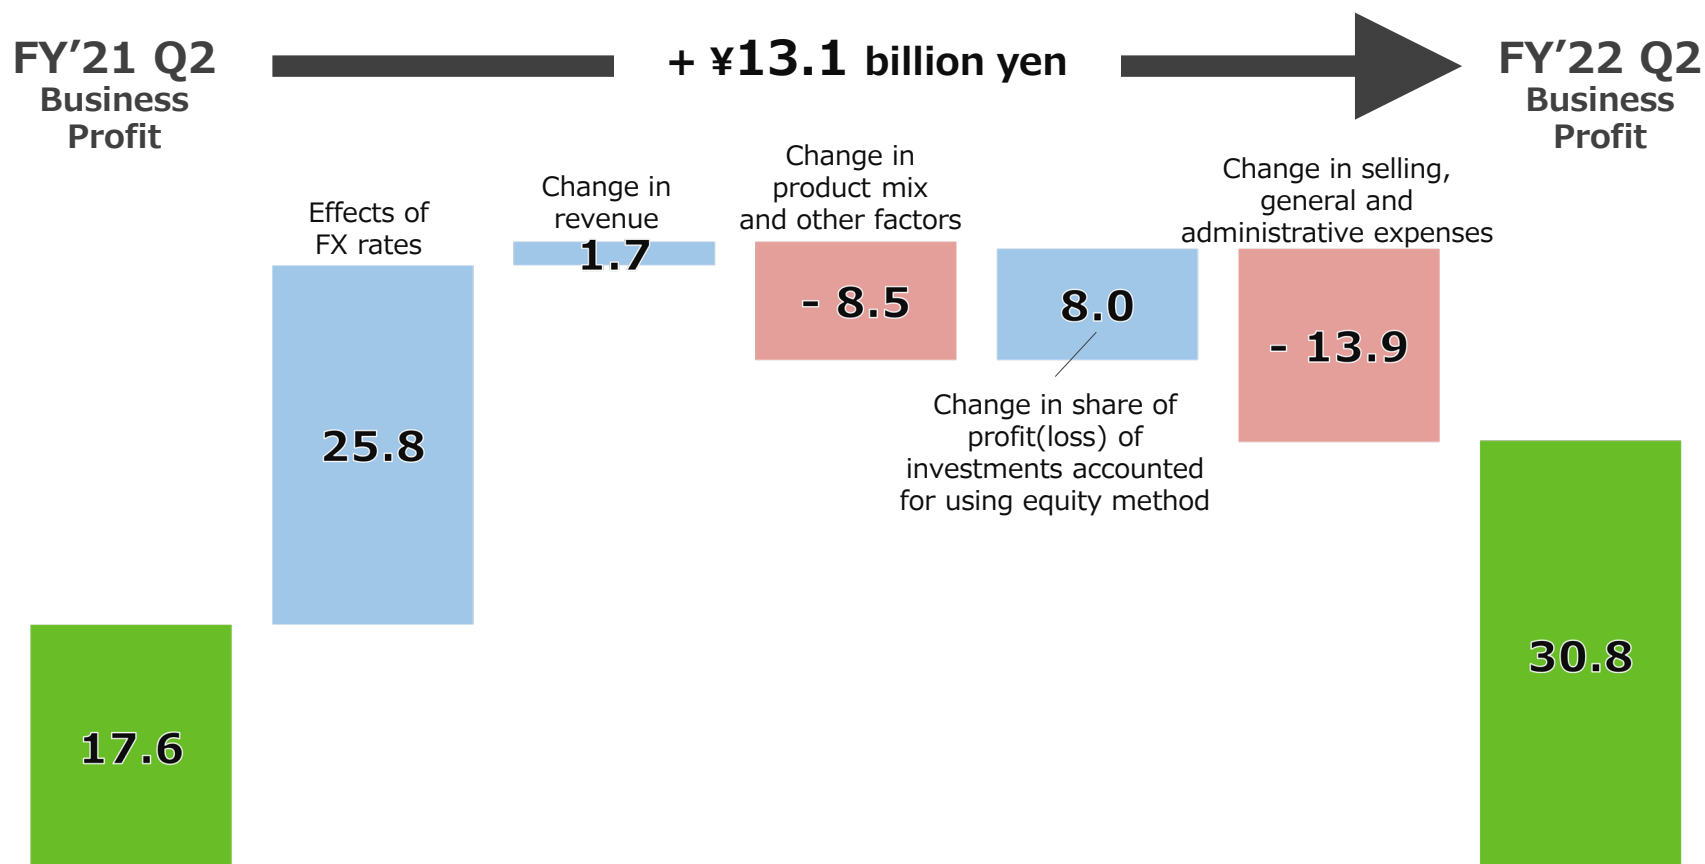 FY’21 Q2
Business
Profit
+ ¥13.1 billion yen
FY’22 Q2
Business
Profit
Effects of
FX rates
25.8
Change in
revenue
1.7
Change in
product mix
and other factors
- 8.5
8.0
Change in share of
profit(loss) of
investments accounted
for using equity method
Change in selling,
general and
administrative expenses
- 13.9
17.6
30.8